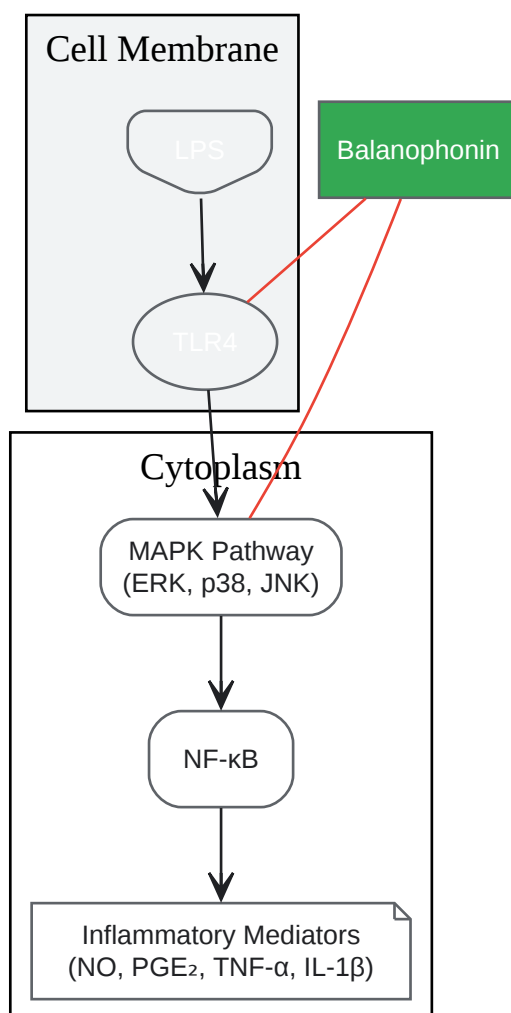 Cell Membrane
LPS
Balanophonin
TLR4
Cytoplasm
MAPK Pathway
(ERK, p38, JNK)
NF-κB
Inflammatory Mediators
(NO, PGE₂, TNF-α, IL-1β)